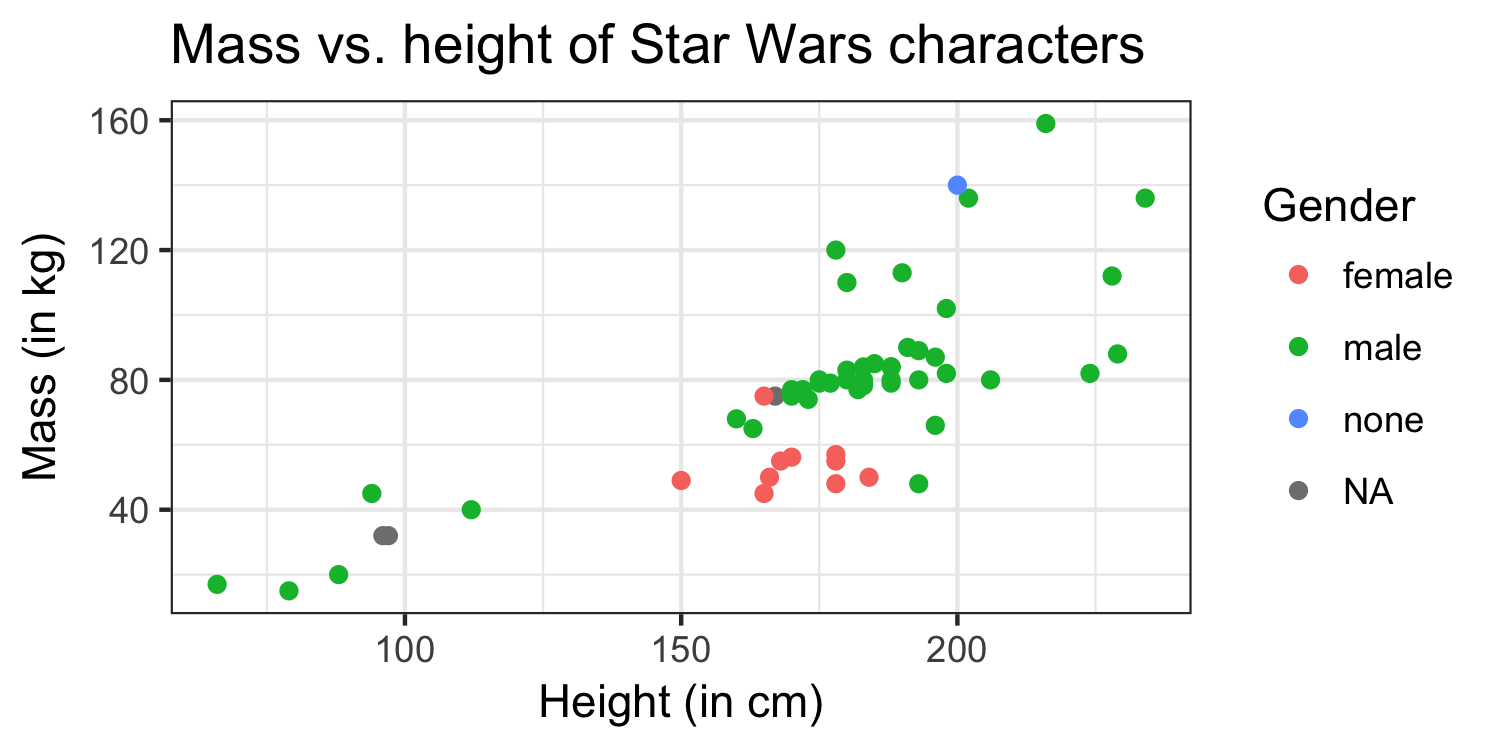 Mass vs. height of Star Wars characters
160
120
80
40
Mass (in kg)
100 150 200
Height (in cm)
Gender
female
male
none
NA